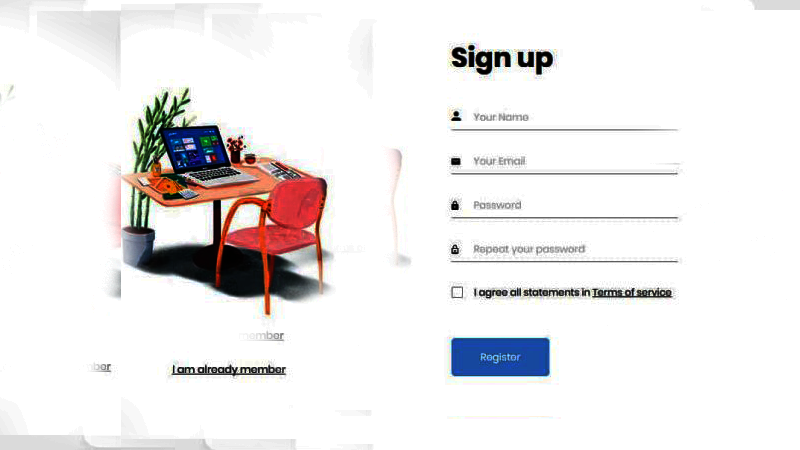 Sign up
Your Name
Your Email
Password
Repeat your password
I agree all statements in Terms of service
Register
member
ber
I am already member